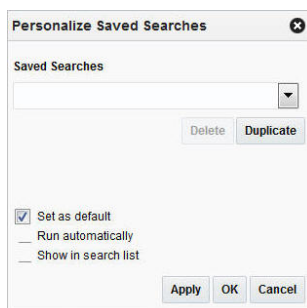 Personalize Saved Searches
Saved Searches
Delete Duplicate
Set as default
Run automatically
Show in search list
Apply OK Cancel